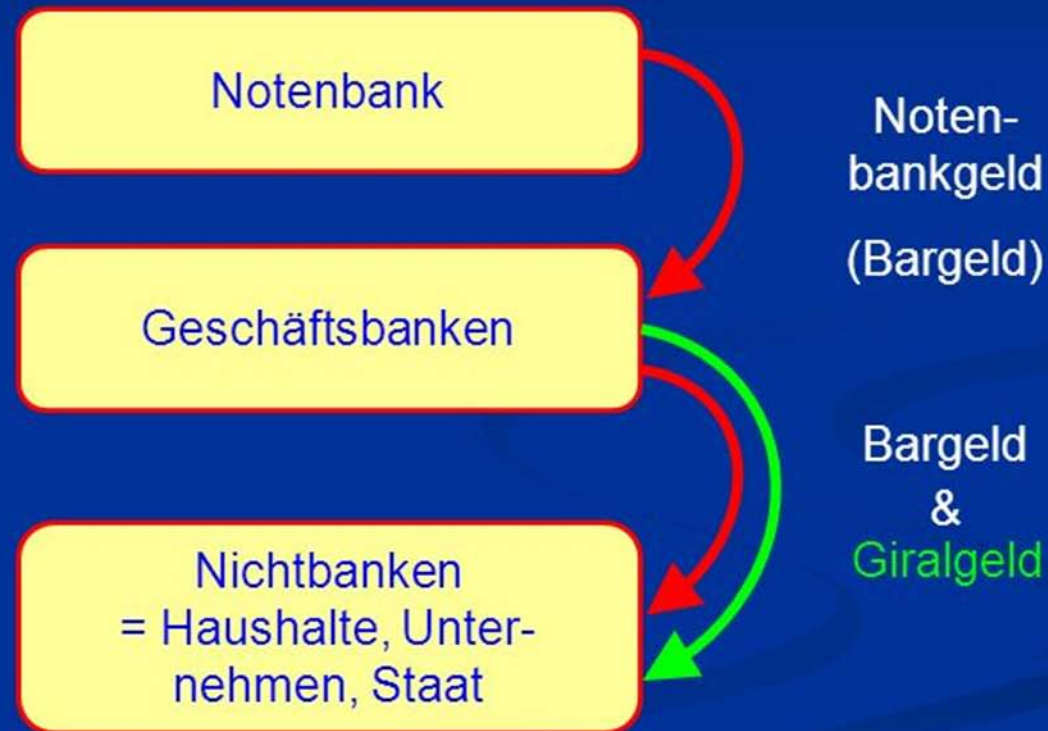 Notenbank
Noten-
bankgeld
(Bargeld)
Geschäftsbanken
Bargeld
&
Giralgeld
Nichtbanken
= Haushalte, Unter-
nehmen, Staat